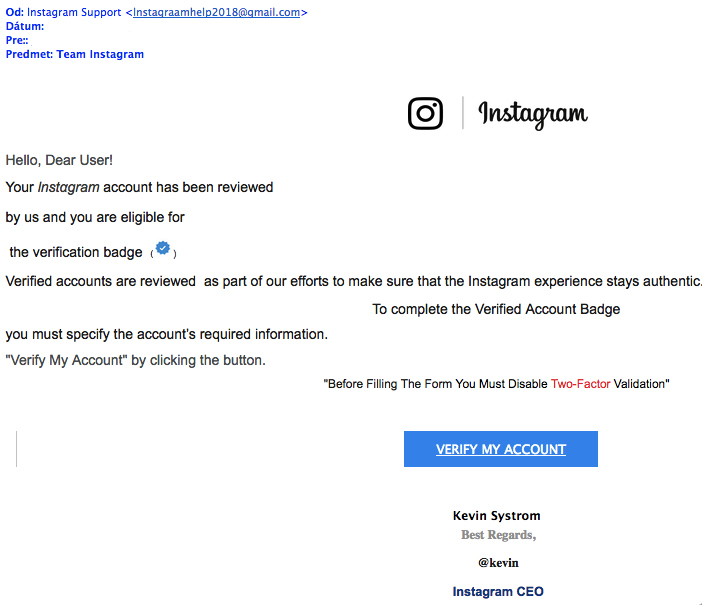 Od: Instagram Support <Instagraamhelp2018@gmail.com>
Dátum:
Pre::
Predmet: Team Instagram
Instagram
Hello, Dear User!
Your Instagram account has been reviewed
by us and you are eligible for
the verification badge ( )
Verified accounts are reviewed as part of our efforts to make sure that the Instagram experience stays authentic.
To complete the Verified Account Badge
you must specify the account's required information.
"Verify My Account" by clicking the button.
"Before Filling The Form You Must Disable Two-Factor Validation"
VERIFY MY ACCOUNT
Kevin Systrom
Best Regards,
@kevin
Instagram CEO